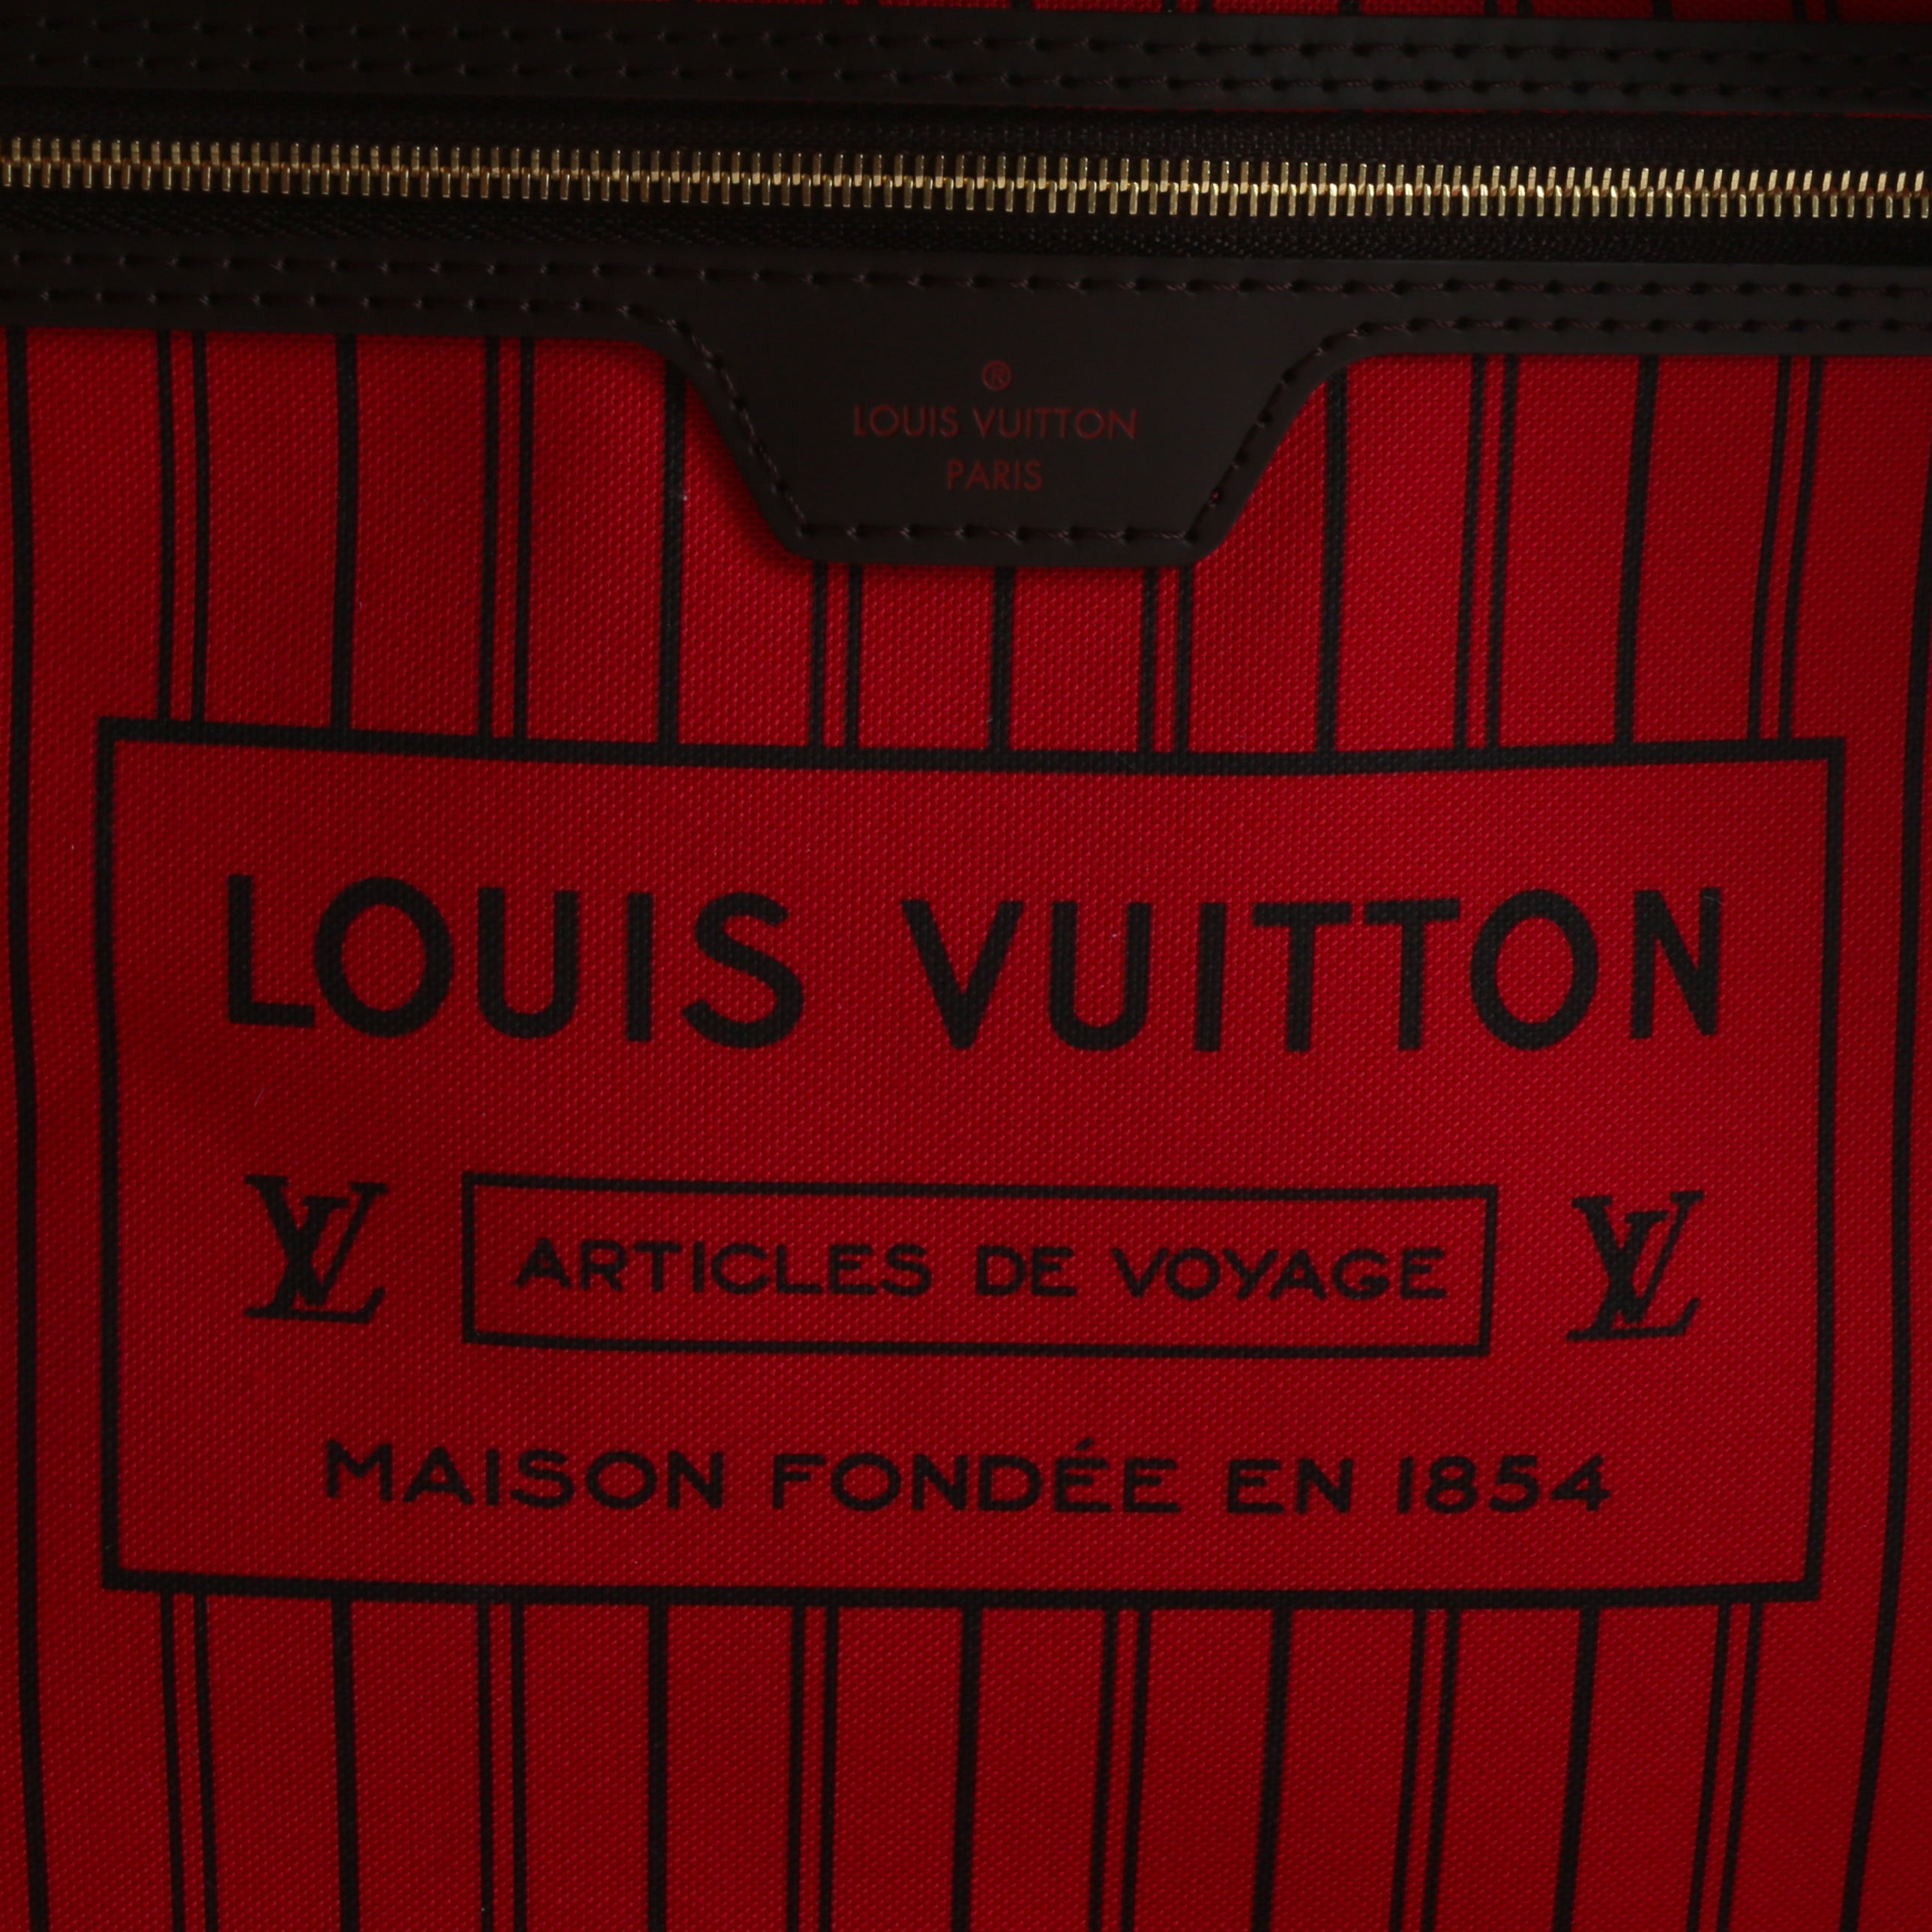 ®
LOUIS VUITTON
PARIS
LOUIS VUITTON
LV ARTICLES DE VOYAGE LV
MAISON FONDÉE EN 1854